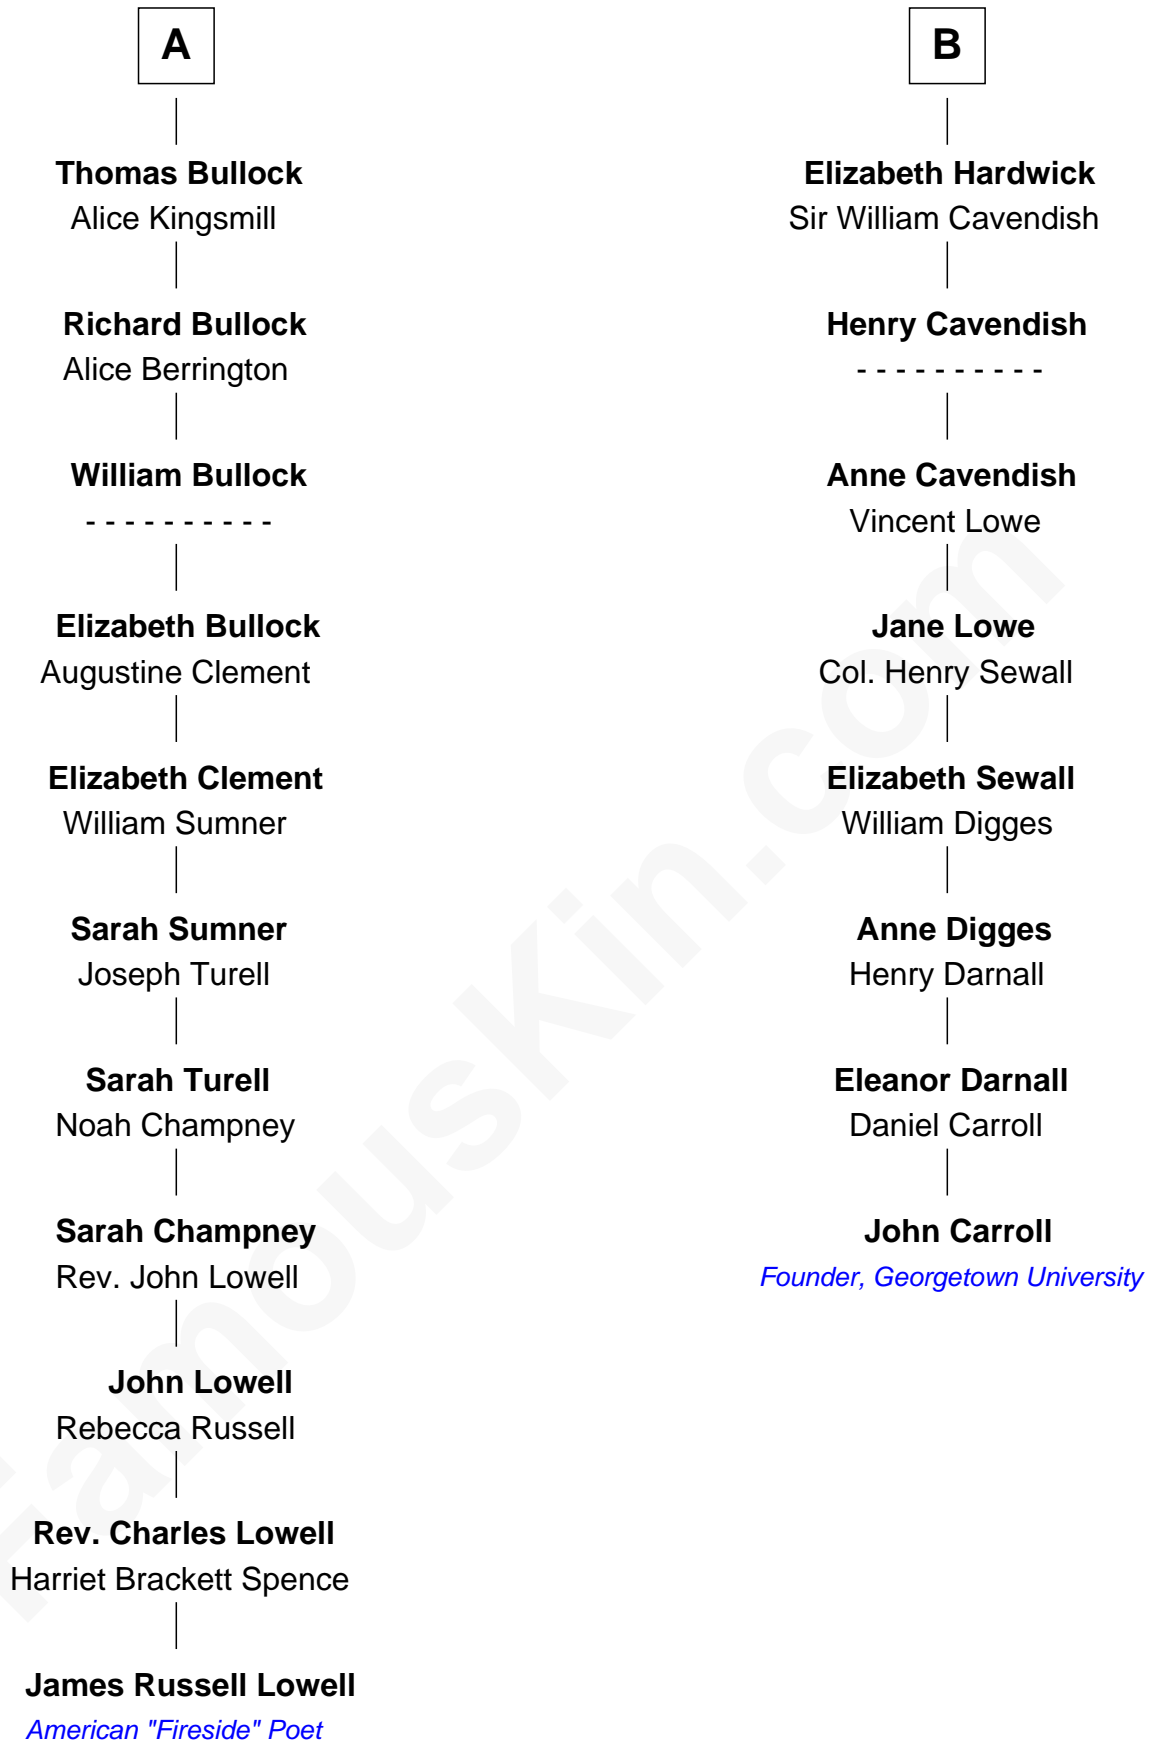 A
Thomas Bullock
Alice Kingsmill
Richard Bullock
Alice Berrington
William Bullock
- - - - - - - - - -
Elizabeth Bullock
Augustine Clement
Elizabeth Clement
William Sumner
Sarah Sumner
Joseph Turell
Sarah Turell
Noah Champney
Sarah Champney
Rev. John Lowell
John Lowell
Rebecca Russell
Rev. Charles Lowell
Harriet Brackett Spence
James Russell Lowell
American "Fireside" Poet
B
Elizabeth Hardwick
Sir William Cavendish
Henry Cavendish
- - - - - - - - - -
Anne Cavendish
Vincent Lowe
Jane Lowe
Col. Henry Sewall
Elizabeth Sewall
William Digges
Anne Digges
Henry Darnall
Eleanor Darnall
Daniel Carroll
John Carroll
Founder, Georgetown University
FamousKin.com